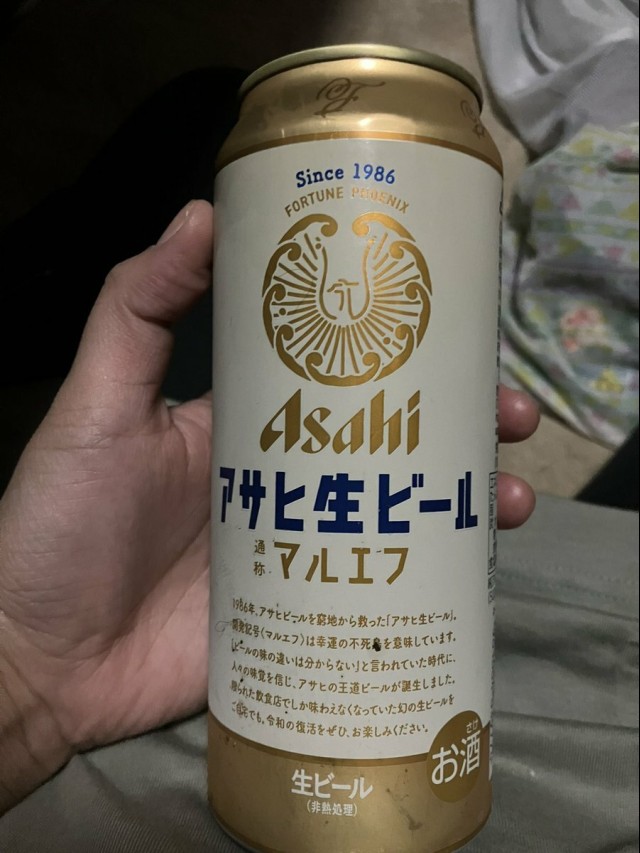 F
Since 1986
FORTUNE PHOENIX
Asahi
アサヒ生ビール
通称 マルエフ
1986年、アサヒビールを窮地から救った「アサヒ生ビール」。
開発記号〈マルエフ〉は幸運の不死鳥を意味しています。
「ビールの味の違いは分からない」と言われていた時代に、
人々の味覚を信じ、アサヒの王道ビールが誕生しました。
限られた飲食店でしか味わえなくなっていた幻の生ビールを
ご自宅でも。令和の復活をぜひ、お楽しみください。
さけ
お酒
生ビール
(非熱処理)